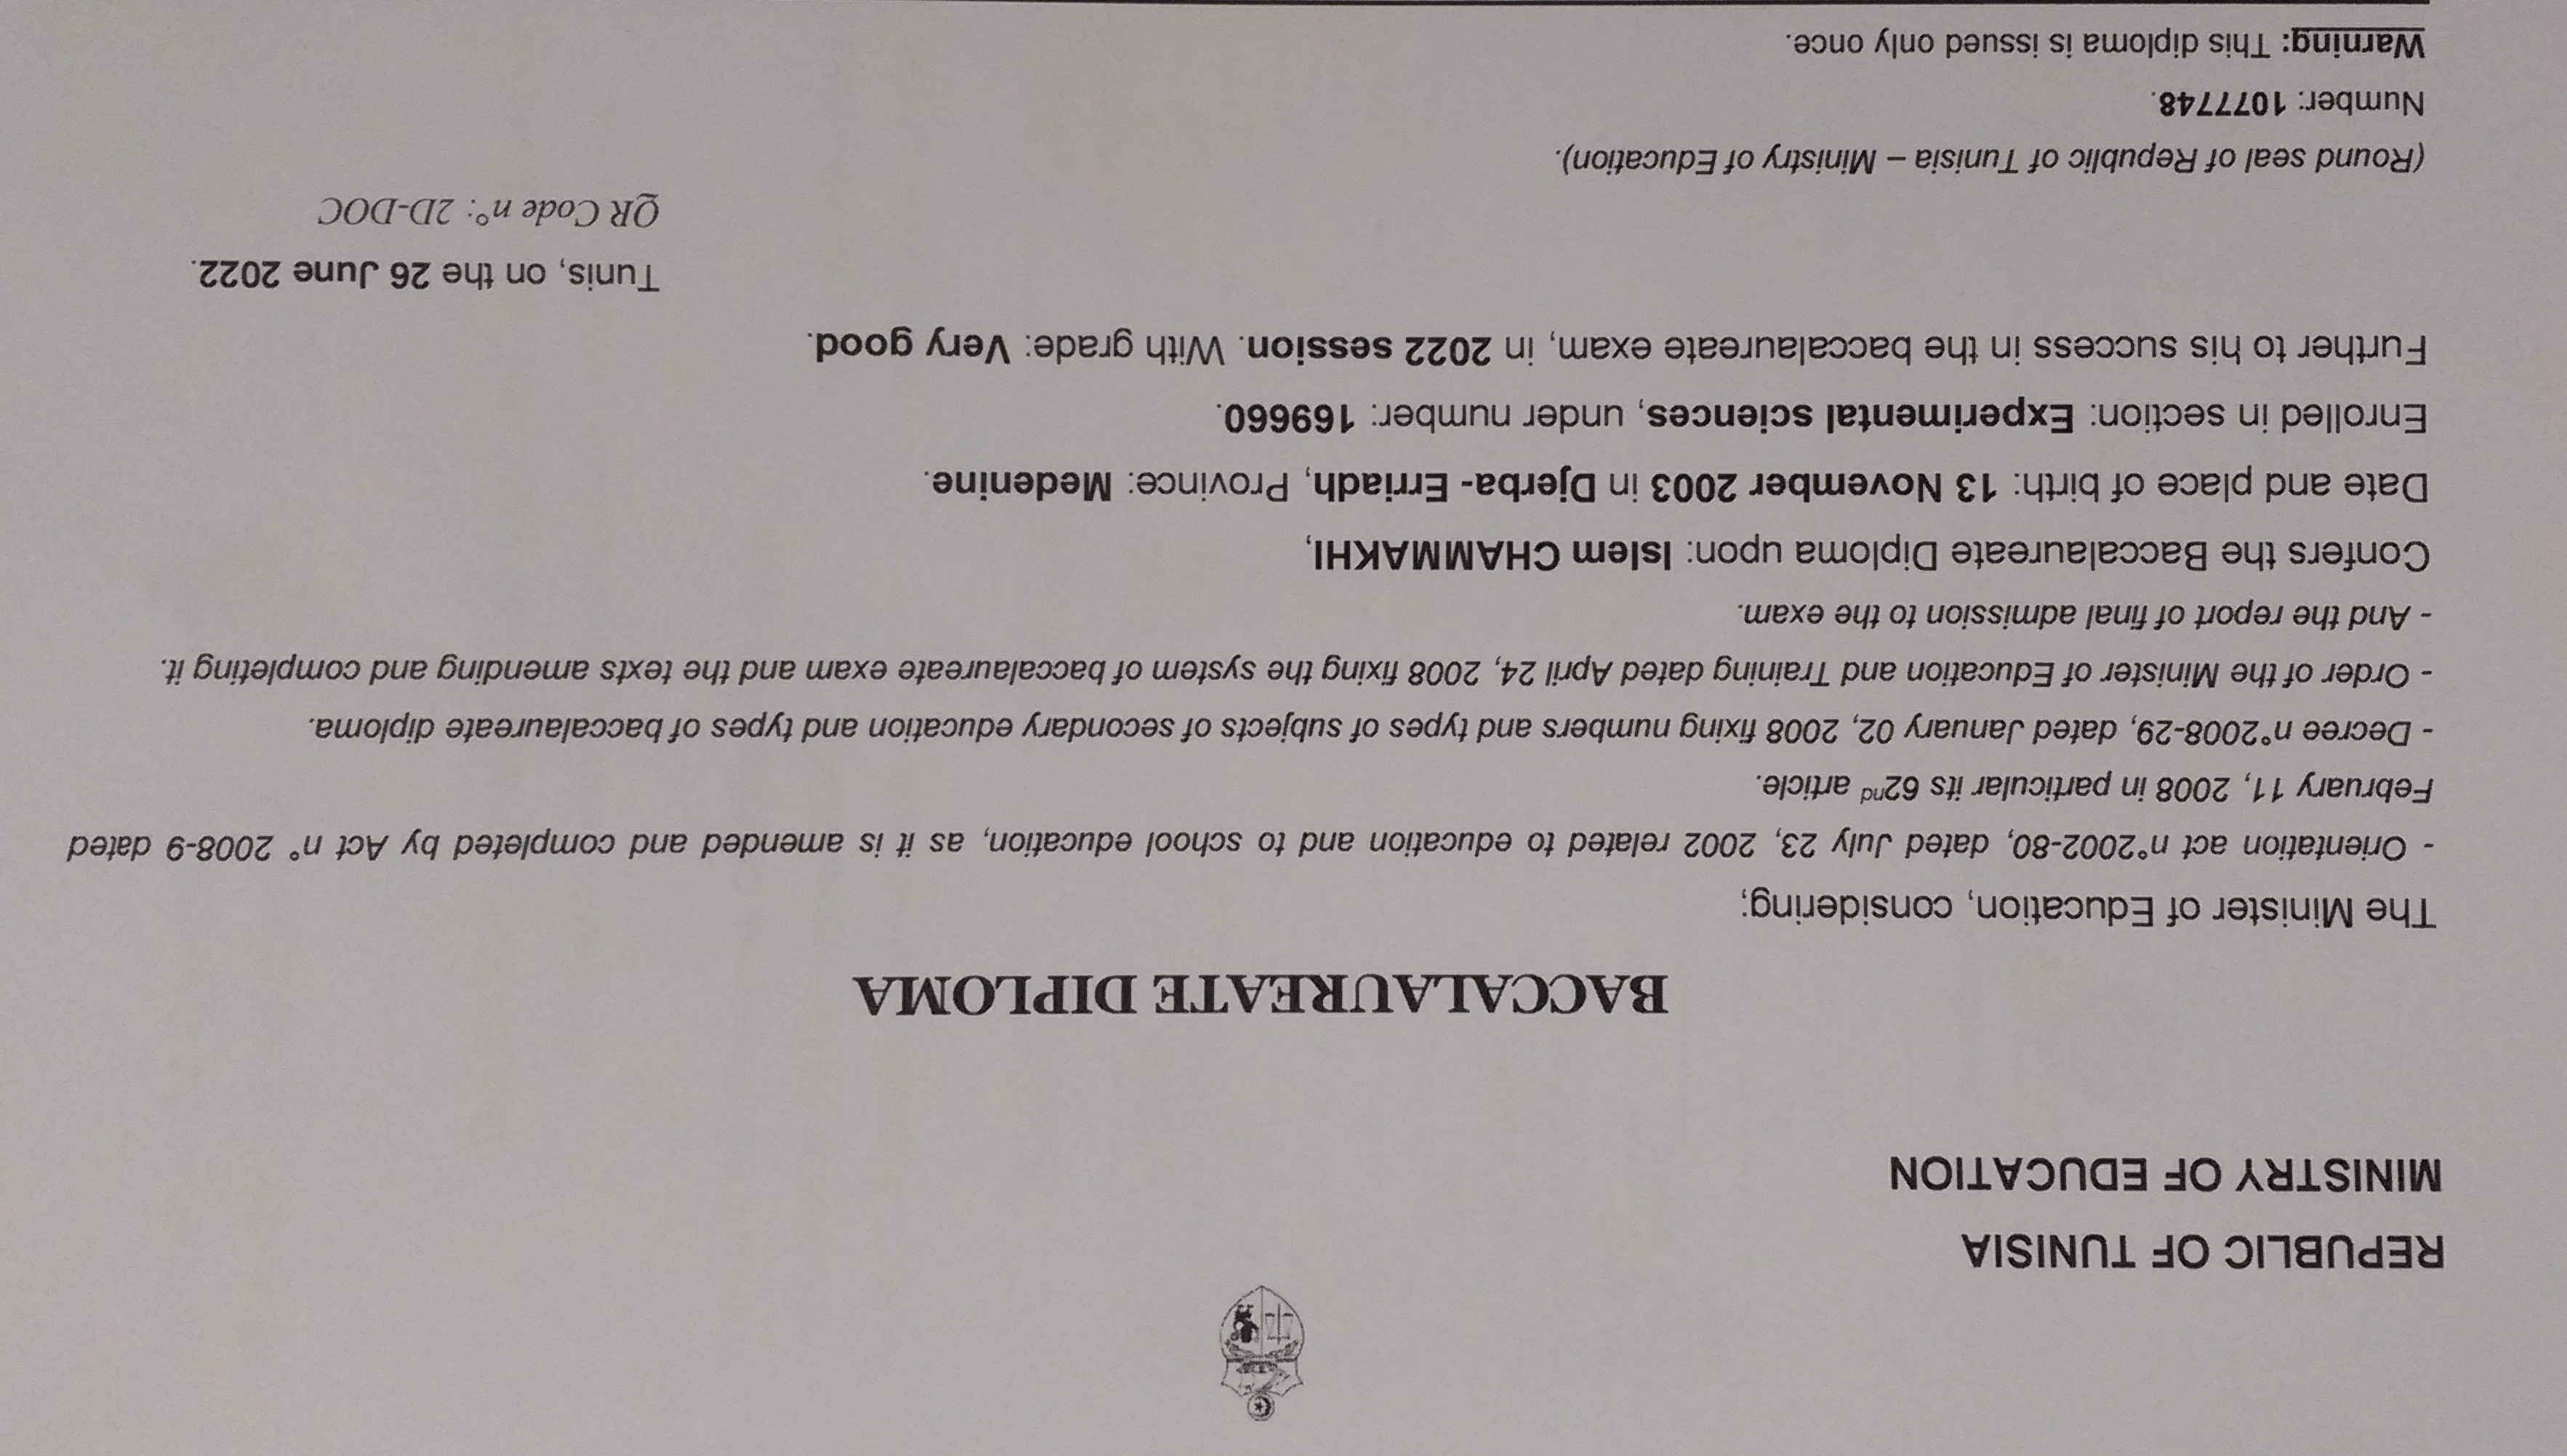 REPUBLIC OF TUNISIA
MINISTRY OF EDUCATION
BACCALAUREATE DIPLOMA
The Minister of Education, considering;
- Orientation act n°2002-80, dated July 23, 2002 related to education and to school education, as it is amended and completed by Act n° 2008-9 dated
February 11, 2008 in particular its 62nd article.
- Decree n°2008-29, dated January 02, 2008 fixing numbers and types of subjects of secondary education and types of baccalaureate diploma.
- Order of the Minister of Education and Training dated April 24, 2008 fixing the system of baccalaureate exam and the texts amending and completing it.
- And the report of final admission to the exam.
Confers the Baccalaureate Diploma upon: Islem CHAMMAKHI,
Date and place of birth: 13 November 2003 in Djerba- Erriadh, Province: Medenine.
Enrolled in section: Experimental sciences, under number: 169660.
Further to his success in the baccalaureate exam, in 2022 session. With grade: Very good.
Tunis, on the 26 June 2022.
QR Code n°: 2D-DOC
(Round seal of Republic of Tunisia – Ministry of Education).
Number: 1077748.
Warning: This diploma is issued only once.